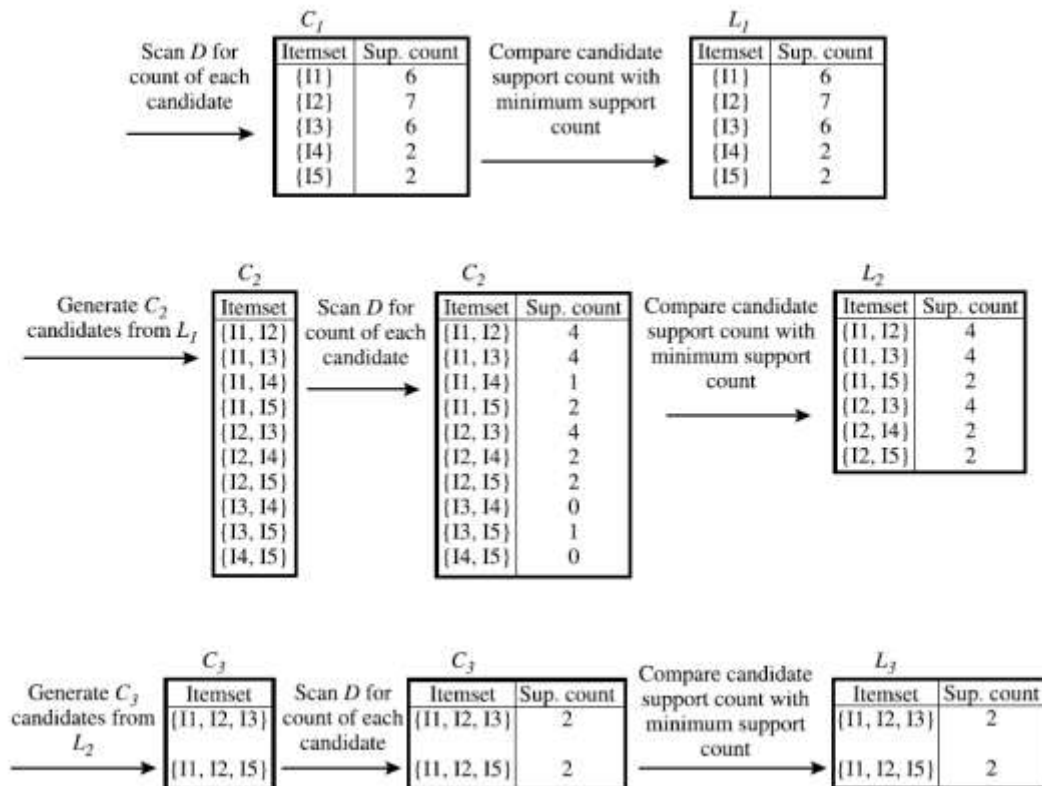 C1
L1
Scan D for
count of each
candidate
Itemset Sup. count
{I1} 6
{I2} 7
{I3} 6
{I4} 2
{I5} 2
Compare candidate
support count with
minimum support
count
Itemset Sup. count
{I1} 6
{I2} 7
{I3} 6
{I4} 2
{I5} 2
C2
C2
L2
Generate C2
candidates from L1
Itemset
{I1, I2}
{I1, I3}
{I1, I4}
{I1, I5}
{I2, I3}
{I2, I4}
{I2, I5}
{I3, I4}
{I3, I5}
{I4, I5}
Scan D for
count of each
candidate
Itemset Sup. count
{I1, I2} 4
{I1, I3} 4
{I1, I4} 1
{I1, I5} 2
{I2, I3} 4
{I2, I4} 2
{I2, I5} 2
{I3, I4} 0
{I3, I5} 1
{I4, I5} 0
Compare candidate
support count with
minimum support
count
Itemset Sup. count
{I1, I2} 4
{I1, I3} 4
{I1, I5} 2
{I2, I3} 4
{I2, I4} 2
{I2, I5} 2
C3
C3
L3
Generate C3
candidates from
L2
Itemset
{I1, I2, I3}
{I1, I2, I5}
Scan D for
count of each
candidate
Itemset Sup. count
{I1, I2, I3} 2
{I1, I2, I5} 2
Compare candidate
support count with
minimum support
count
Itemset Sup. count
{I1, I2, I3} 2
{I1, I2, I5} 2